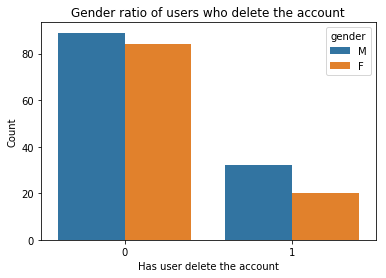 Gender ratio of users who delete the account
gender
M
F
80
60
40
20
0
Count
0
1
Has user delete the account